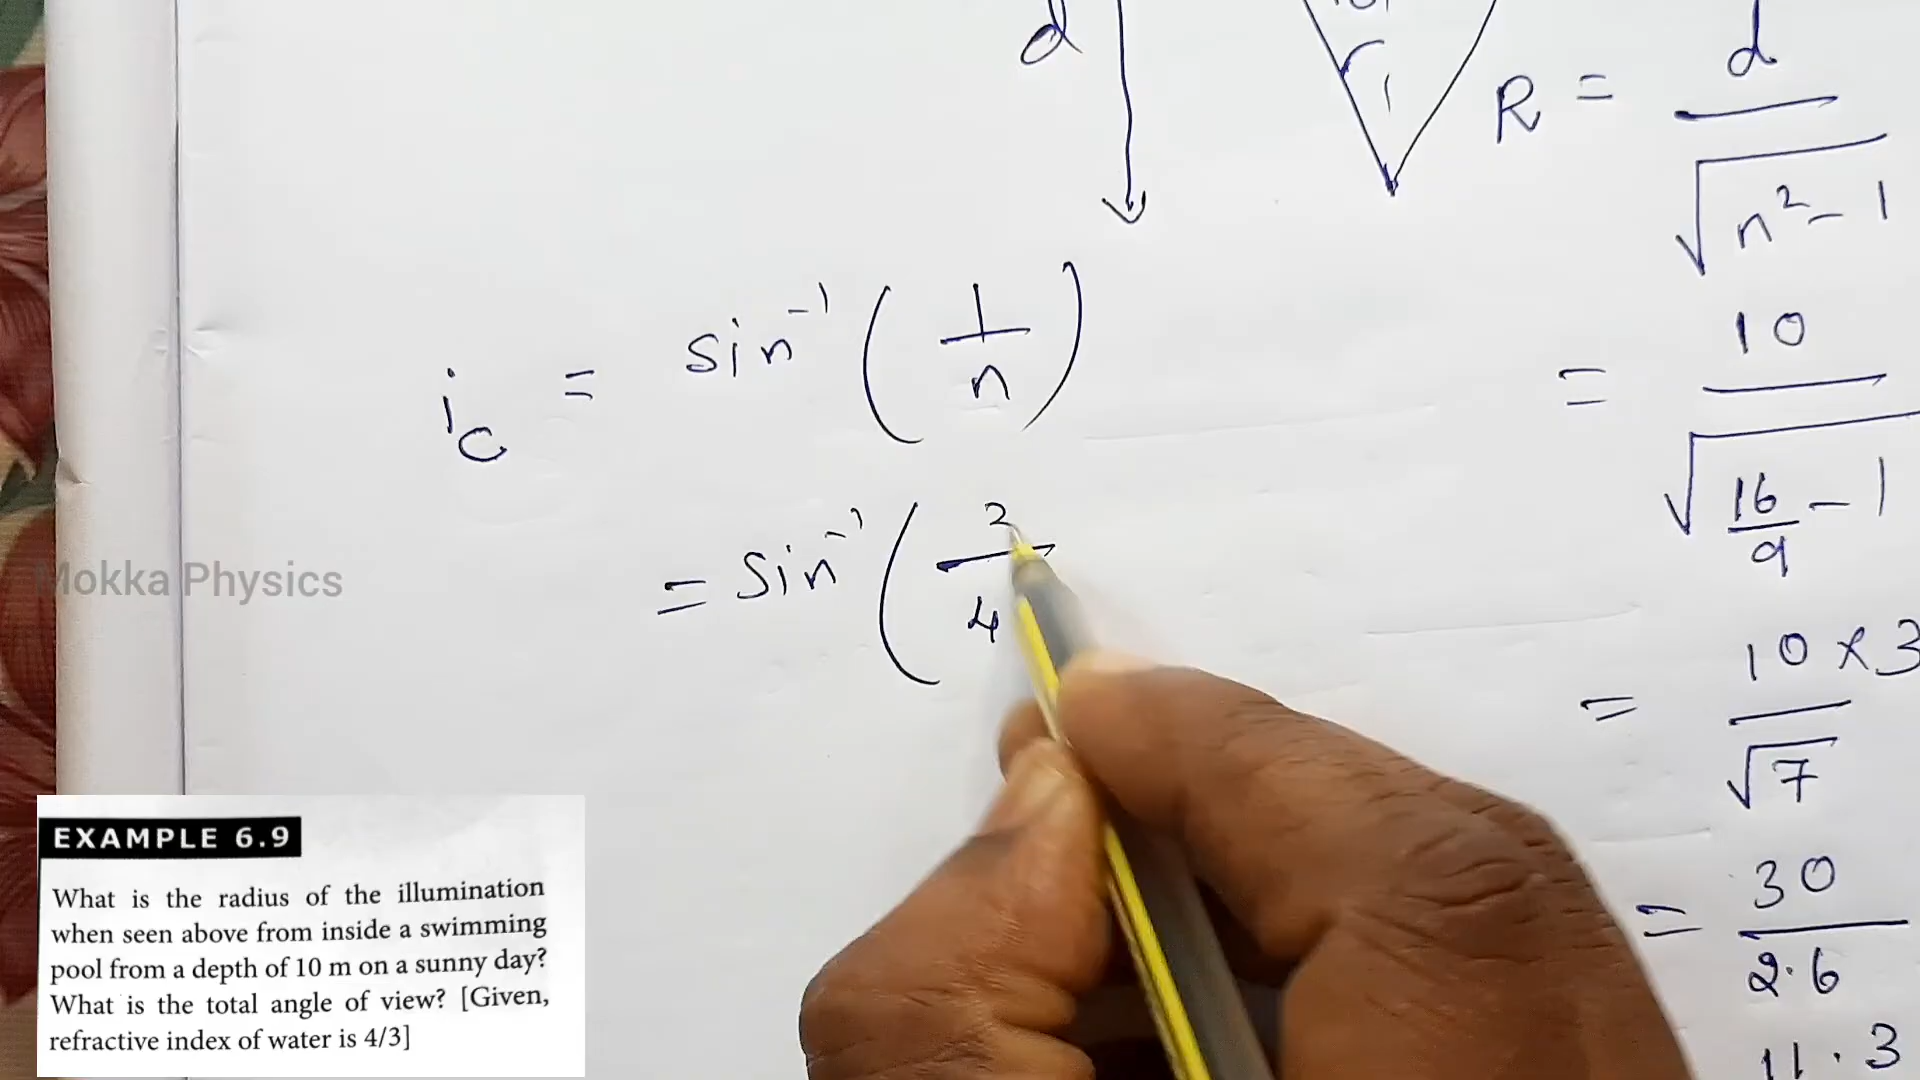 d
R = d / √(n² - 1)
i_c = sin⁻¹ ( 1 / n )
= 10 / √(16/9 - 1)
= sin⁻¹ ( 3 / 4
= 10 × 3 / √7
= 30 / 2.6
11.3
Mokka Physics
EXAMPLE 6.9
What is the radius of the illumination
when seen above from inside a swimming
pool from a depth of 10 m on a sunny day?
What is the total angle of view? [Given,
refractive index of water is 4/3]